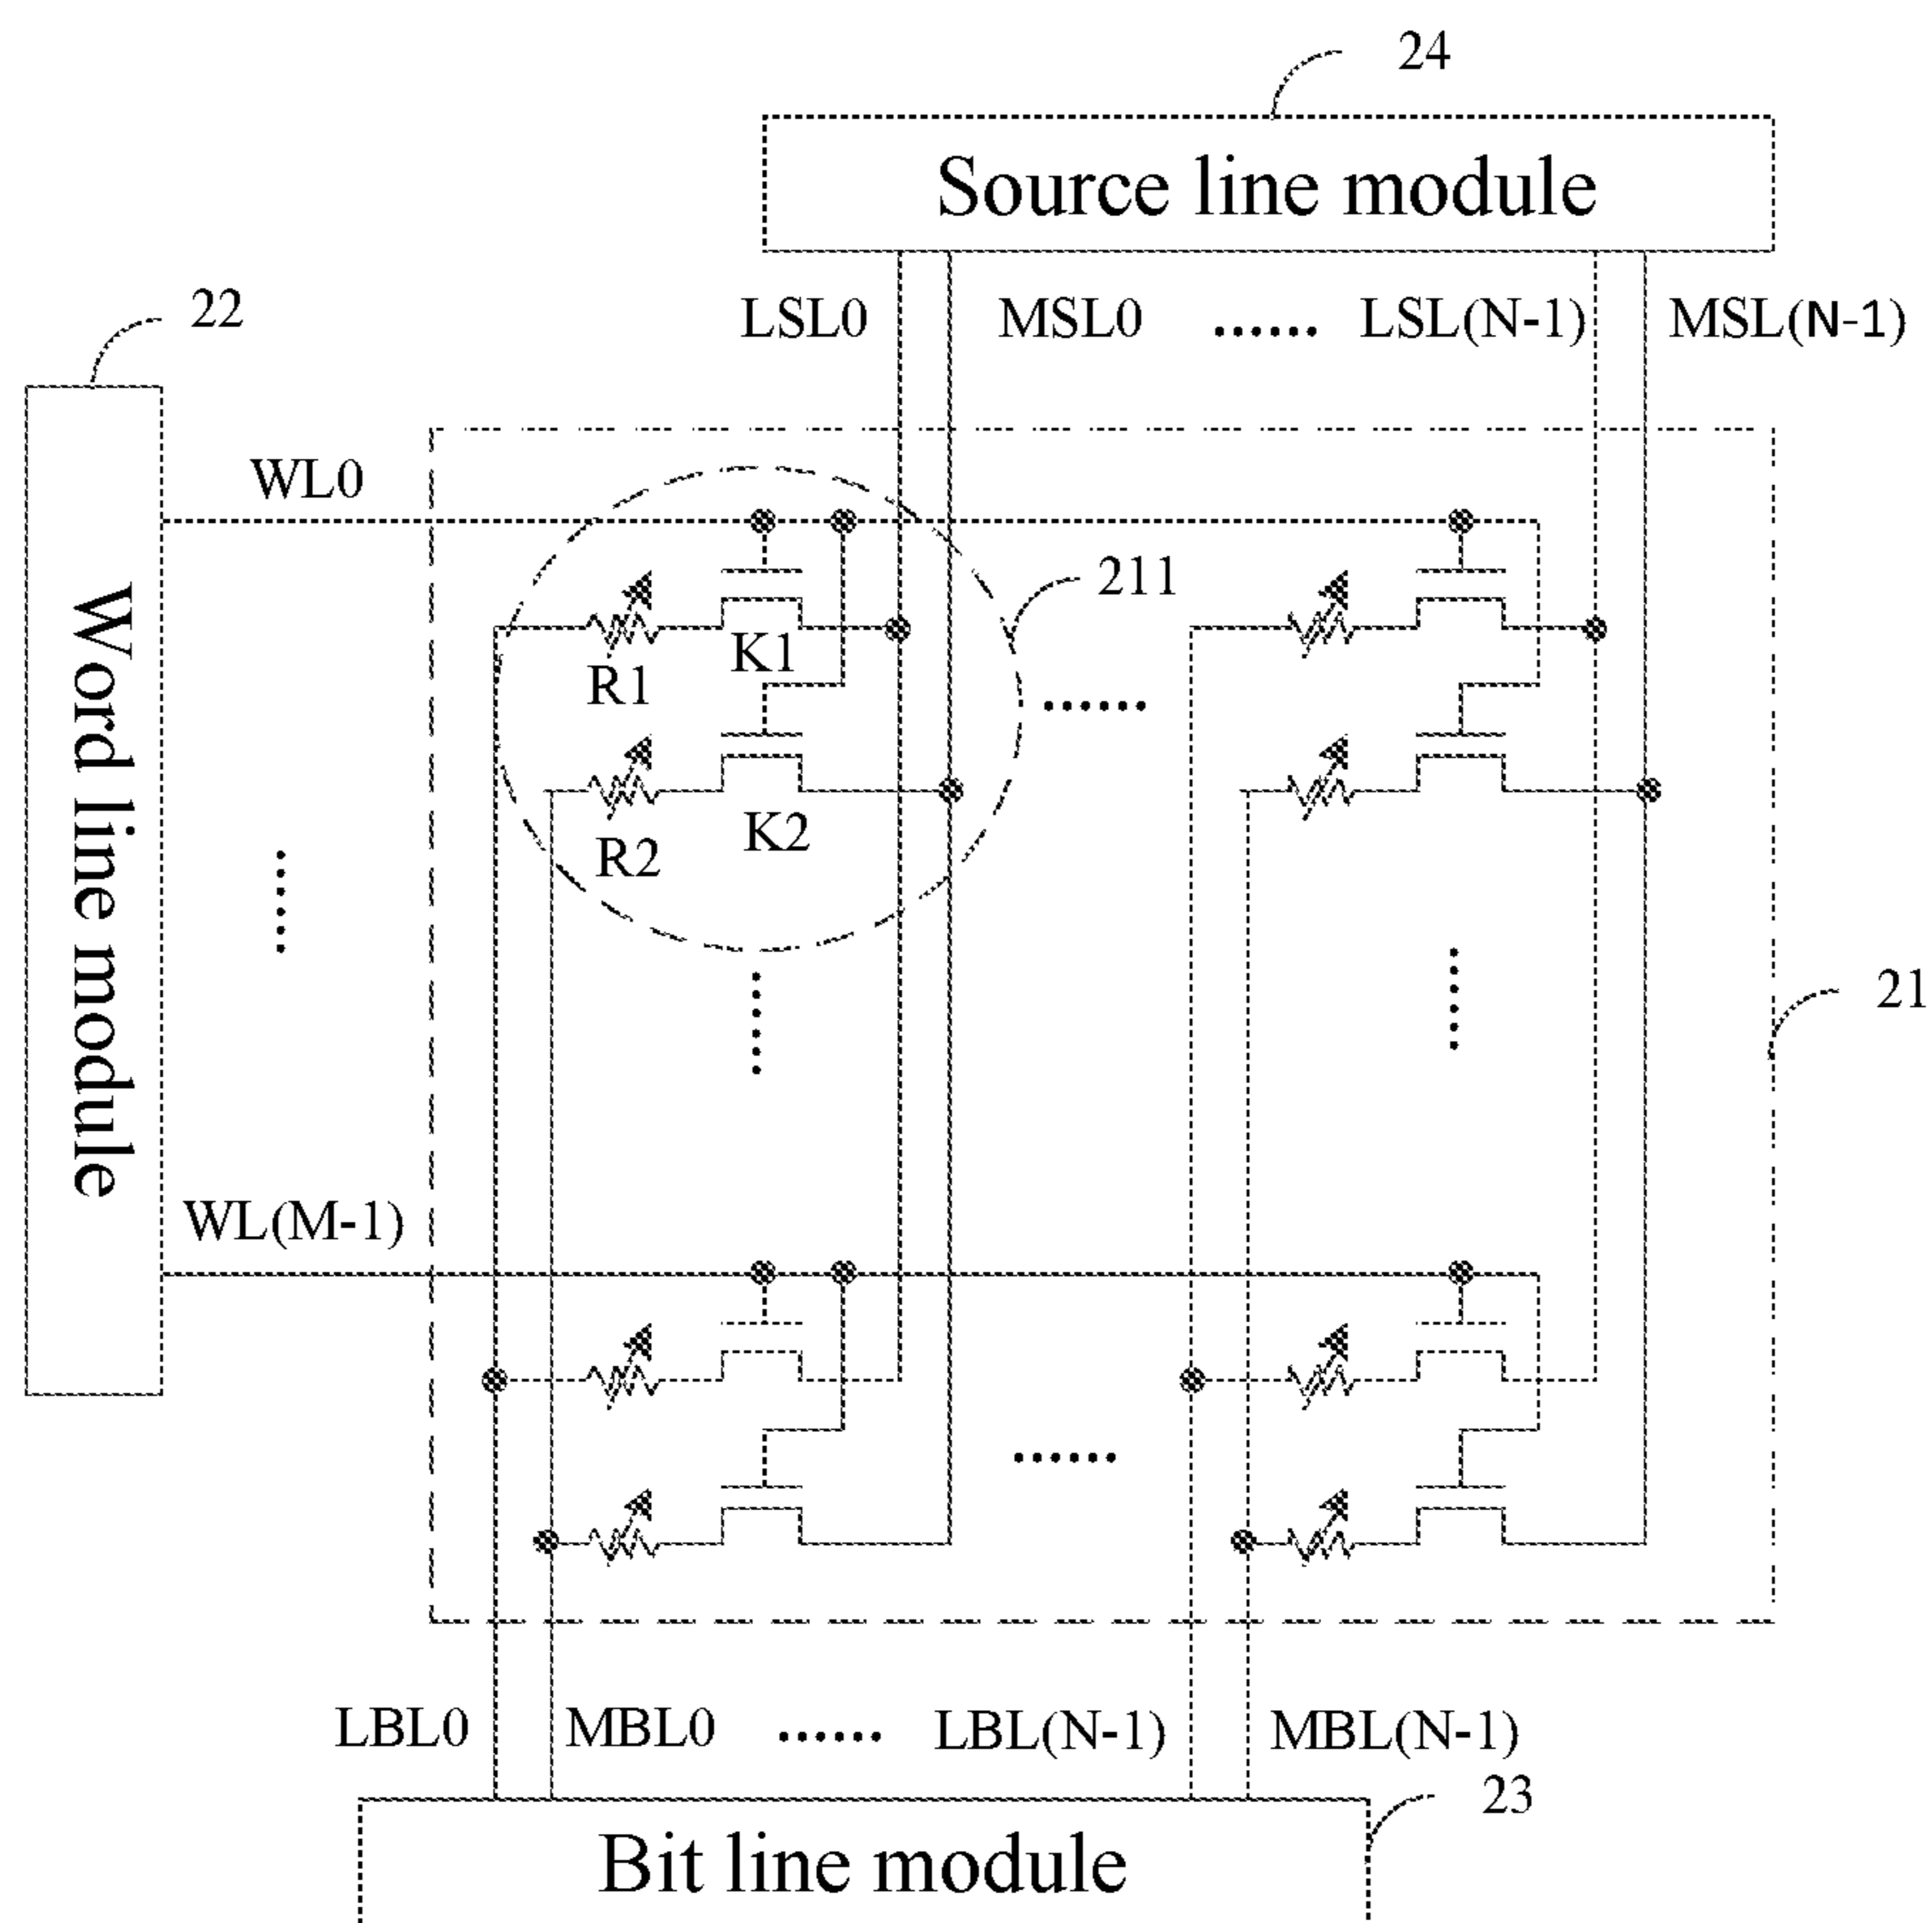 24
Source line module
22
LSL0 MSL0 ...... LSL(N-1) MSL(N-1)
WL0
211
K1
R1
......
K2
R2
Word line module
......
......
......
21
WL(M-1)
......
LBL0 MBL0 ...... LBL(N-1) MBL(N-1)
23
Bit line module